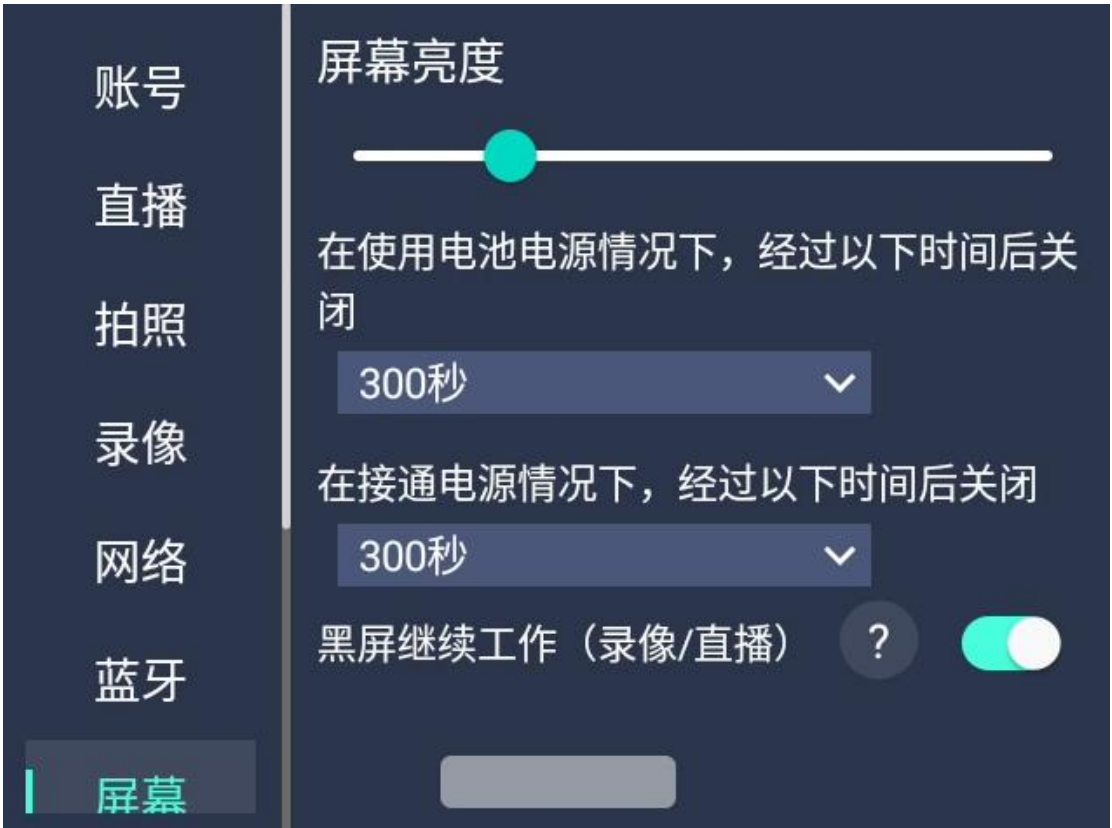 账号
直播
拍照
录像
网络
蓝牙
屏幕
屏幕亮度
在使用电池电源情况下，经过以下时间后关
闭
300秒
在接通电源情况下，经过以下时间后关闭
300秒
黑屏继续工作（录像/直播） ?